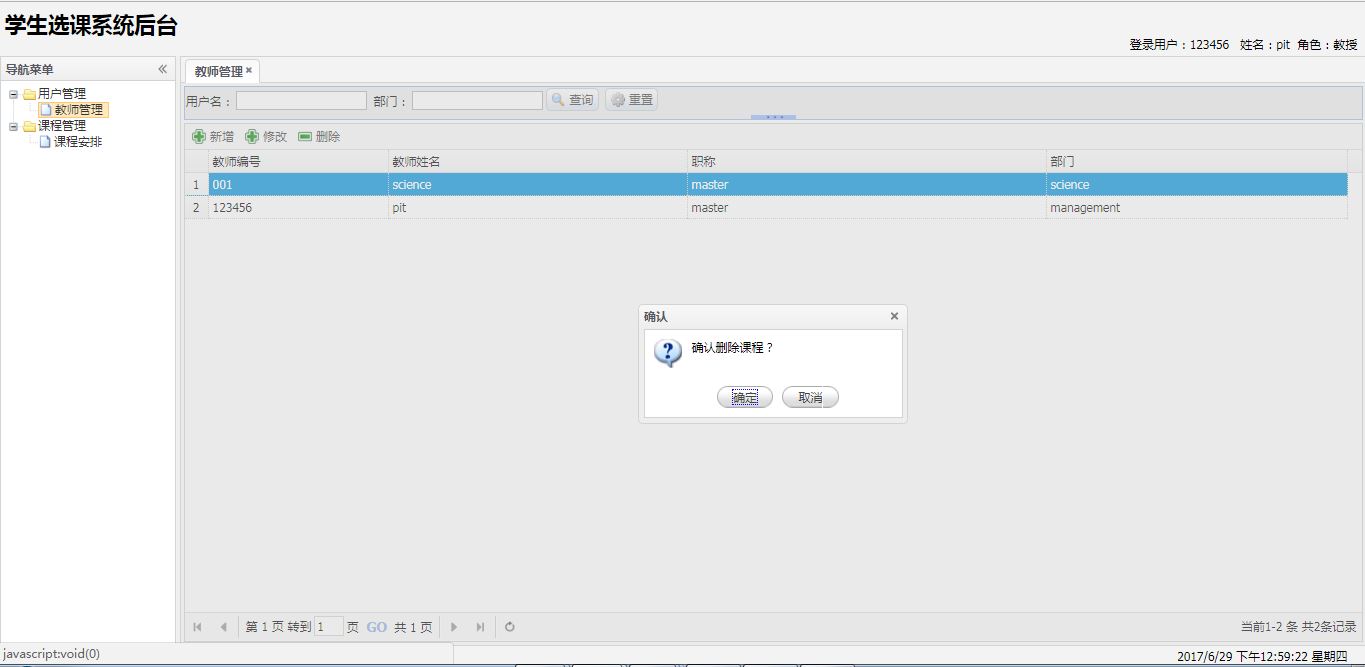 学生选课系统后台
登录用户：123456 姓名：pit 角色：教授
导航菜单
用户管理
教师管理
课程管理
课程安排
教师管理
用户名： 部门： 查询 重置
新增 修改 删除
教师编号 教师姓名 职称 部门
1 001 science master science
2 123456 pit master management
确认
确认删除课程？
确定 取消
第 1 页 转到 1 页 GO 共 1 页
当前1-2 条 共2条记录
javascript:void(0)
2017/6/29 下午12:59:22 星期四